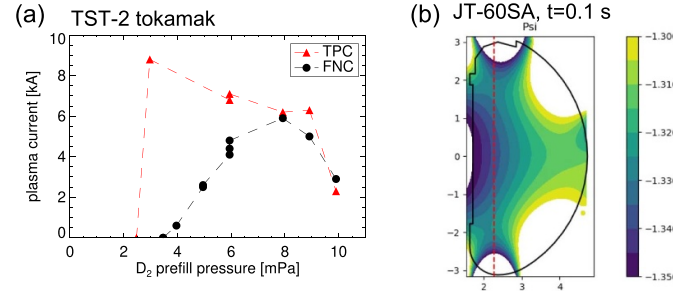 (a) TST-2 tokamak
TPC
FNC
plasma current [kA]
10
8
6
4
2
0
0 2 4 6 8 10
D₂ prefill pressure [mPa]
(b) JT-60SA, t=0.1 s
Psi
3
2
1
0
−1
−2
−3
2 3 4
−1.300
−1.310
−1.320
−1.330
−1.340
−1.350